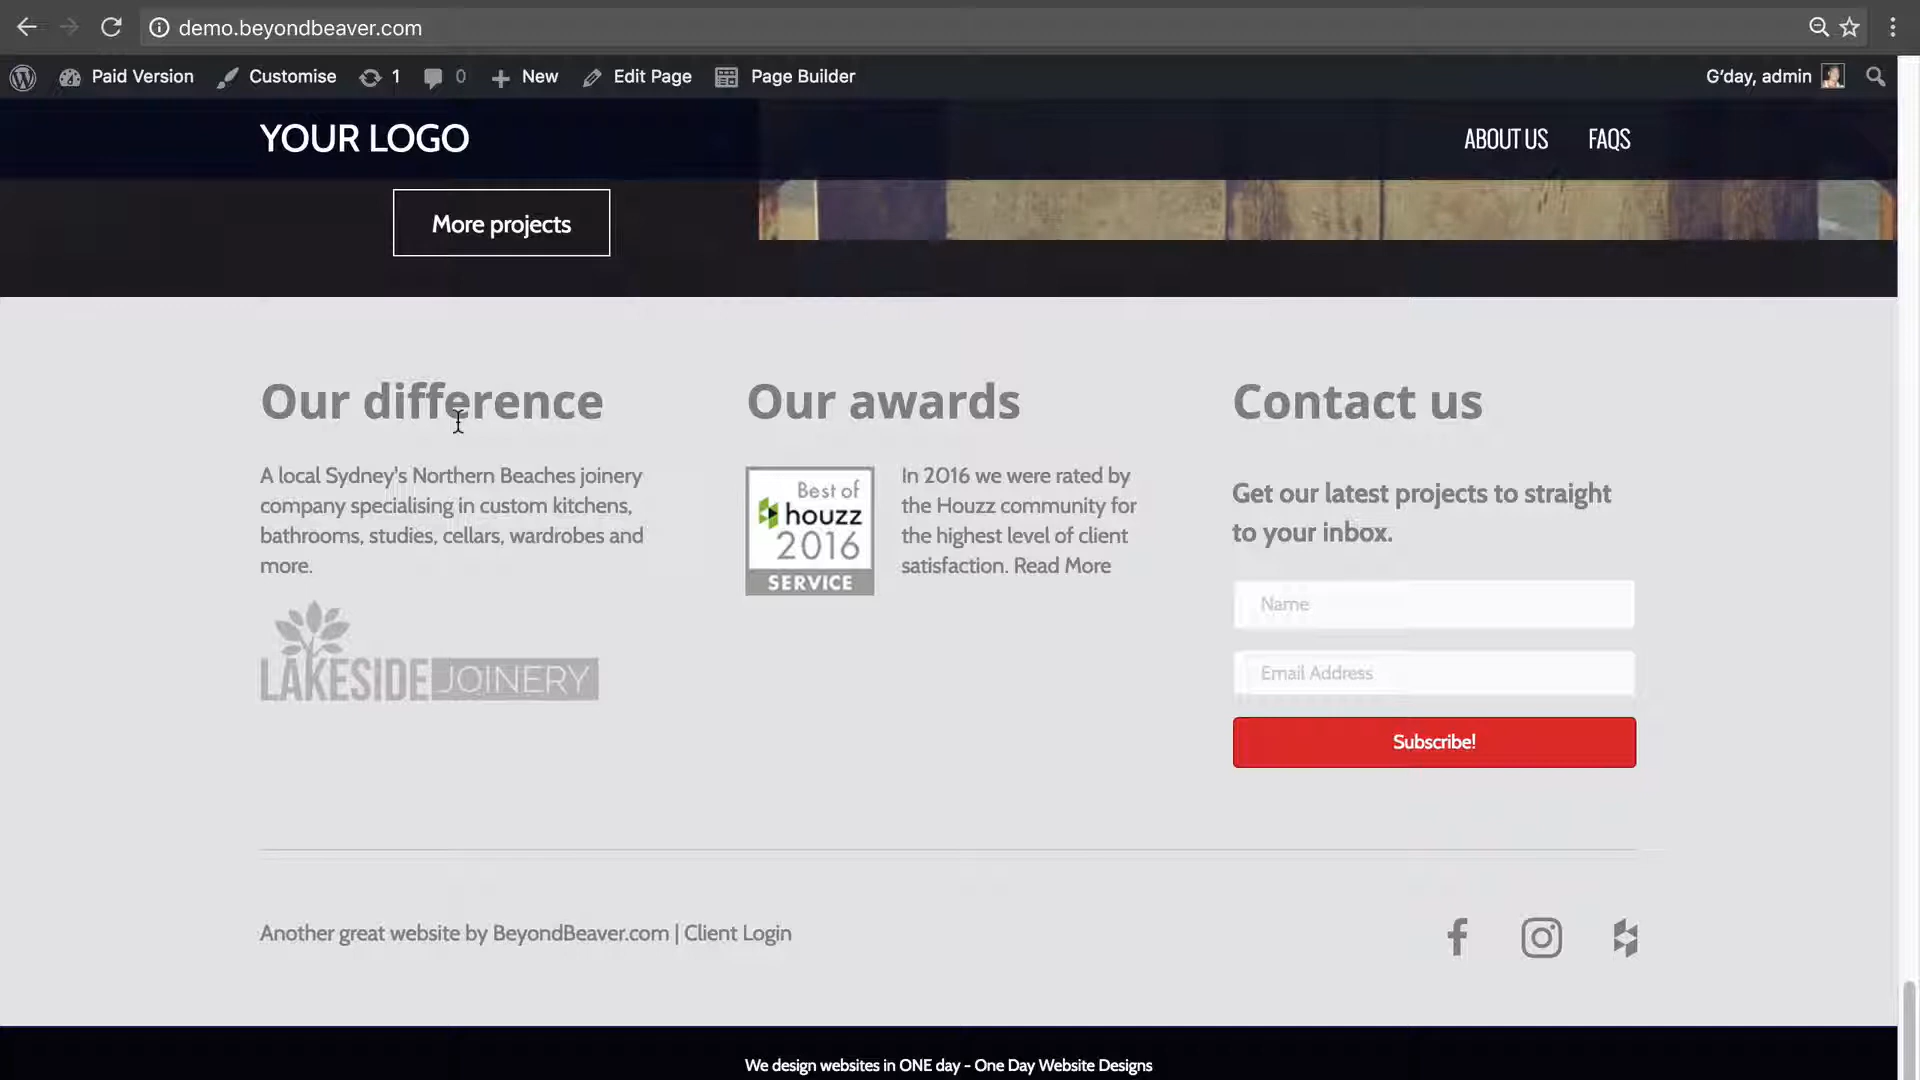 demo.beyondbeaver.com
Paid Version Customise 1 0 New Edit Page Page Builder G'day, admin
YOUR LOGO ABOUT US FAQS
More projects
Our difference
A local Sydney's Northern Beaches joinery
company specialising in custom kitchens,
bathrooms, studies, cellars, wardrobes and
more.
LAKESIDE JOINERY
Our awards
Best of
houzz
2016
SERVICE
In 2016 we were rated by
the Houzz community for
the highest level of client
satisfaction. Read More
Contact us
Get our latest projects to straight
to your inbox.
Name
Email Address
Subscribe!
Another great website by BeyondBeaver.com | Client Login
We design websites in ONE day - One Day Website Designs